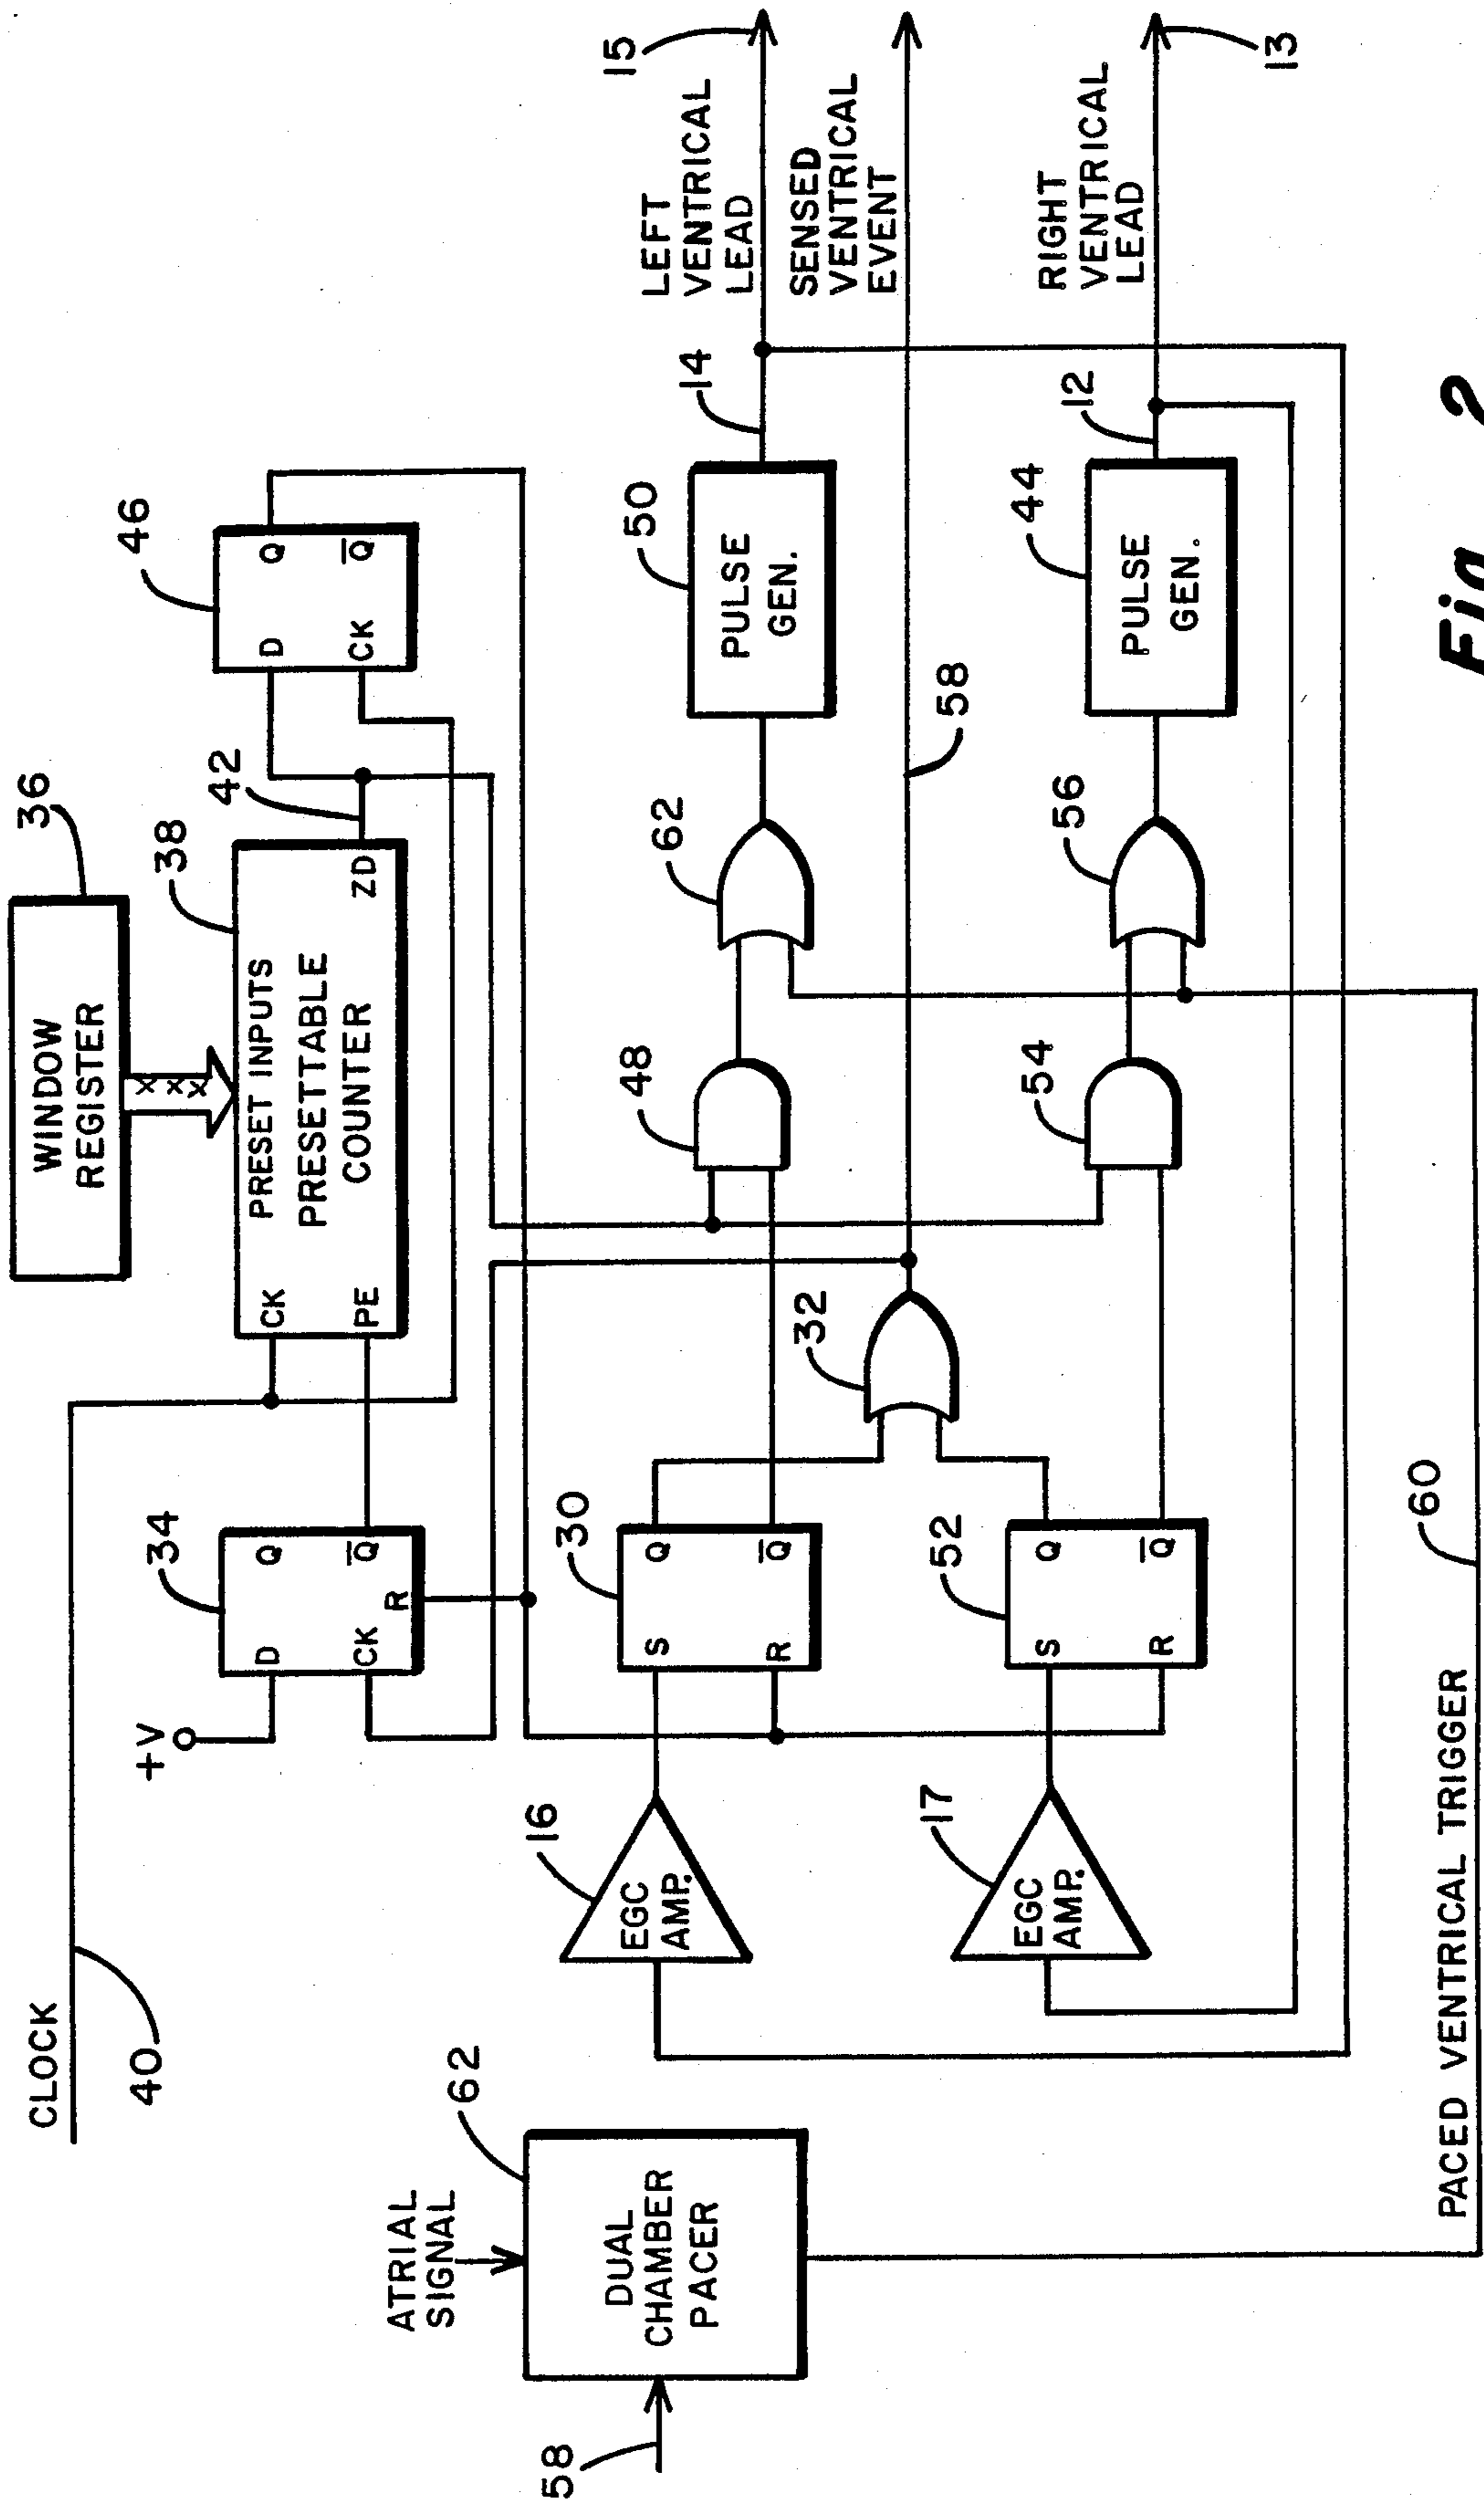 CLOCK
40
+V
34
D
Q
CK
Q
R
WINDOW
REGISTER
36
X X X
38
PRESET INPUTS
PRESETTABLE
COUNTER
CK
PE
ZD
42
46
D
Q
CK
Q
ATRIAL
SIGNAL
62
DUAL
CHAMBER
PACER
58
16
EGC
AMP.
30
S
Q
R
Q
32
48
62
50
PULSE
GEN.
14
LEFT
VENTRICAL
LEAD
15
SENSED
VENTRICAL
EVENT
58
17
EGC
AMP.
52
S
Q
R
Q
54
56
44
PULSE
GEN.
12
RIGHT
VENTRICAL
LEAD
13
PACED VENTRICAL TRIGGER
60
Fig. 2